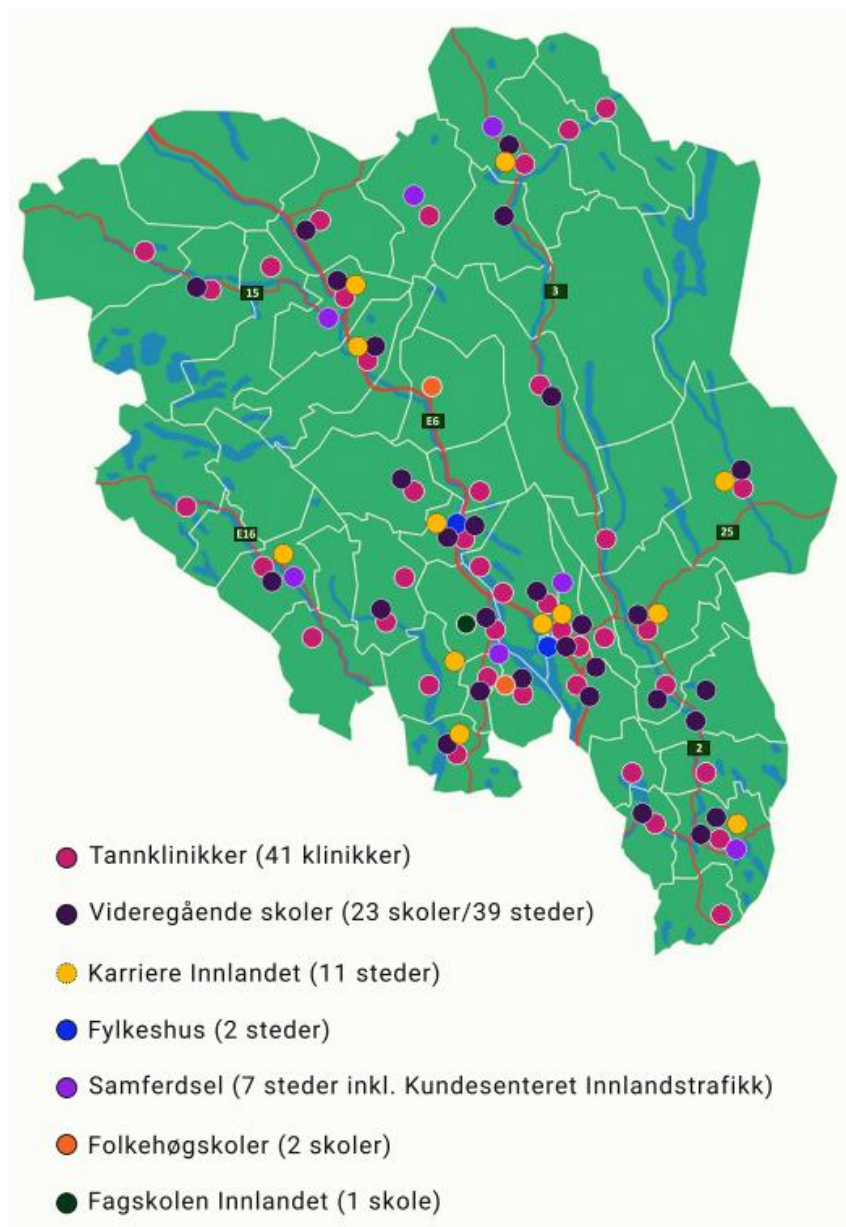 15
3
E6
E16
25
2
Tannklinikker (41 klinikker)
Videregående skoler (23 skoler/39 steder)
Karriere Innlandet (11 steder)
Fylkeshus (2 steder)
Samferdsel (7 steder inkl. Kundesenteret Innlandstrafikk)
Folkehøgskoler (2 skoler)
Fagskolen Innlandet (1 skole)